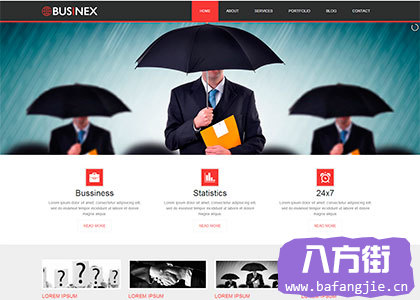 BUSINEX
HOME ABOUT SERVICES PORTFOLIO BLOG CONTACT
Bussiness
Lorem ipsum dolor sit amet, consectetur adipiscing elit,
sed do eiusmod tempor incididunt ut labore et dolore
magna aliqua
READ MORE
Statistics
Lorem ipsum dolor sit amet, consectetur adipiscing elit,
sed do eiusmod tempor incididunt ut labore et dolore
magna aliqua
READ MORE
24x7
Lorem ipsum dolor sit amet, consectetur adipiscing elit,
sed do eiusmod tempor incididunt ut labore et dolore
magna aliqua
READ MORE
? ? ?
LOREM IPSUM
LOREM IPSUM
LOREM IPSUM
八方街
www.bafangjie.cn